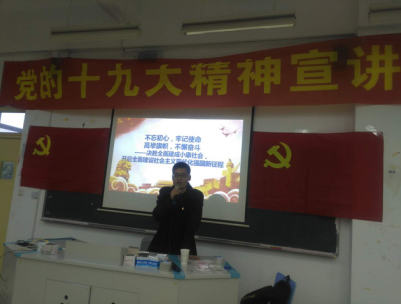 党的十九大精神宣讲
不忘初心，牢记使命
高举旗帜，不懈奋斗
——决胜全面建成小康社会，
开启全面建设社会主义现代化强国新征程